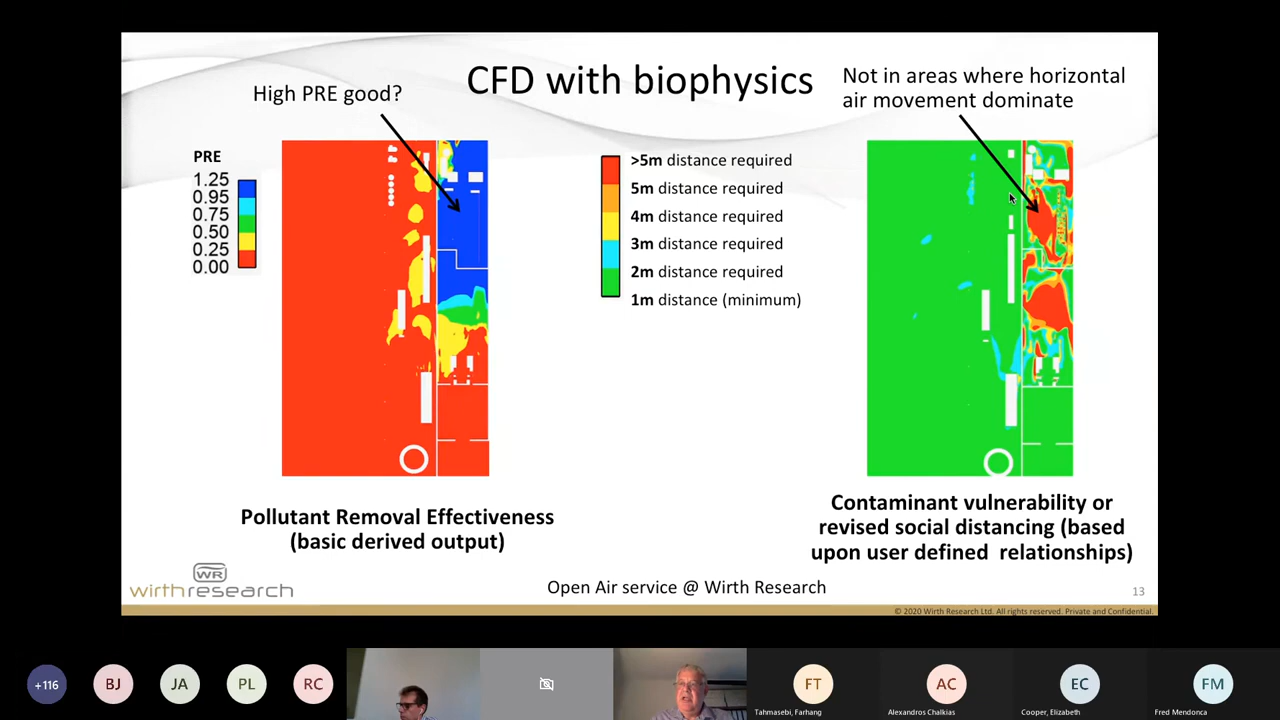 CFD with biophysics
High PRE good?
Not in areas where horizontal
air movement dominate
PRE
1.25
0.95
0.75
0.50
0.25
0.00
>5m distance required
5m distance required
4m distance required
3m distance required
2m distance required
1m distance (minimum)
Pollutant Removal Effectiveness
(basic derived output)
Contaminant vulnerability or
revised social distancing (based
upon user defined relationships)
WR
wirthresearch
Open Air service @ Wirth Research
13
© 2020 Wirth Research Ltd. All rights reserved. Private and Confidential.
+116
BJ
JA
PL
RC
FT
AC
EC
FM
Tahmasebi, Farhang
Alexandros Chalkias
Cooper, Elizabeth
Fred Mendonca